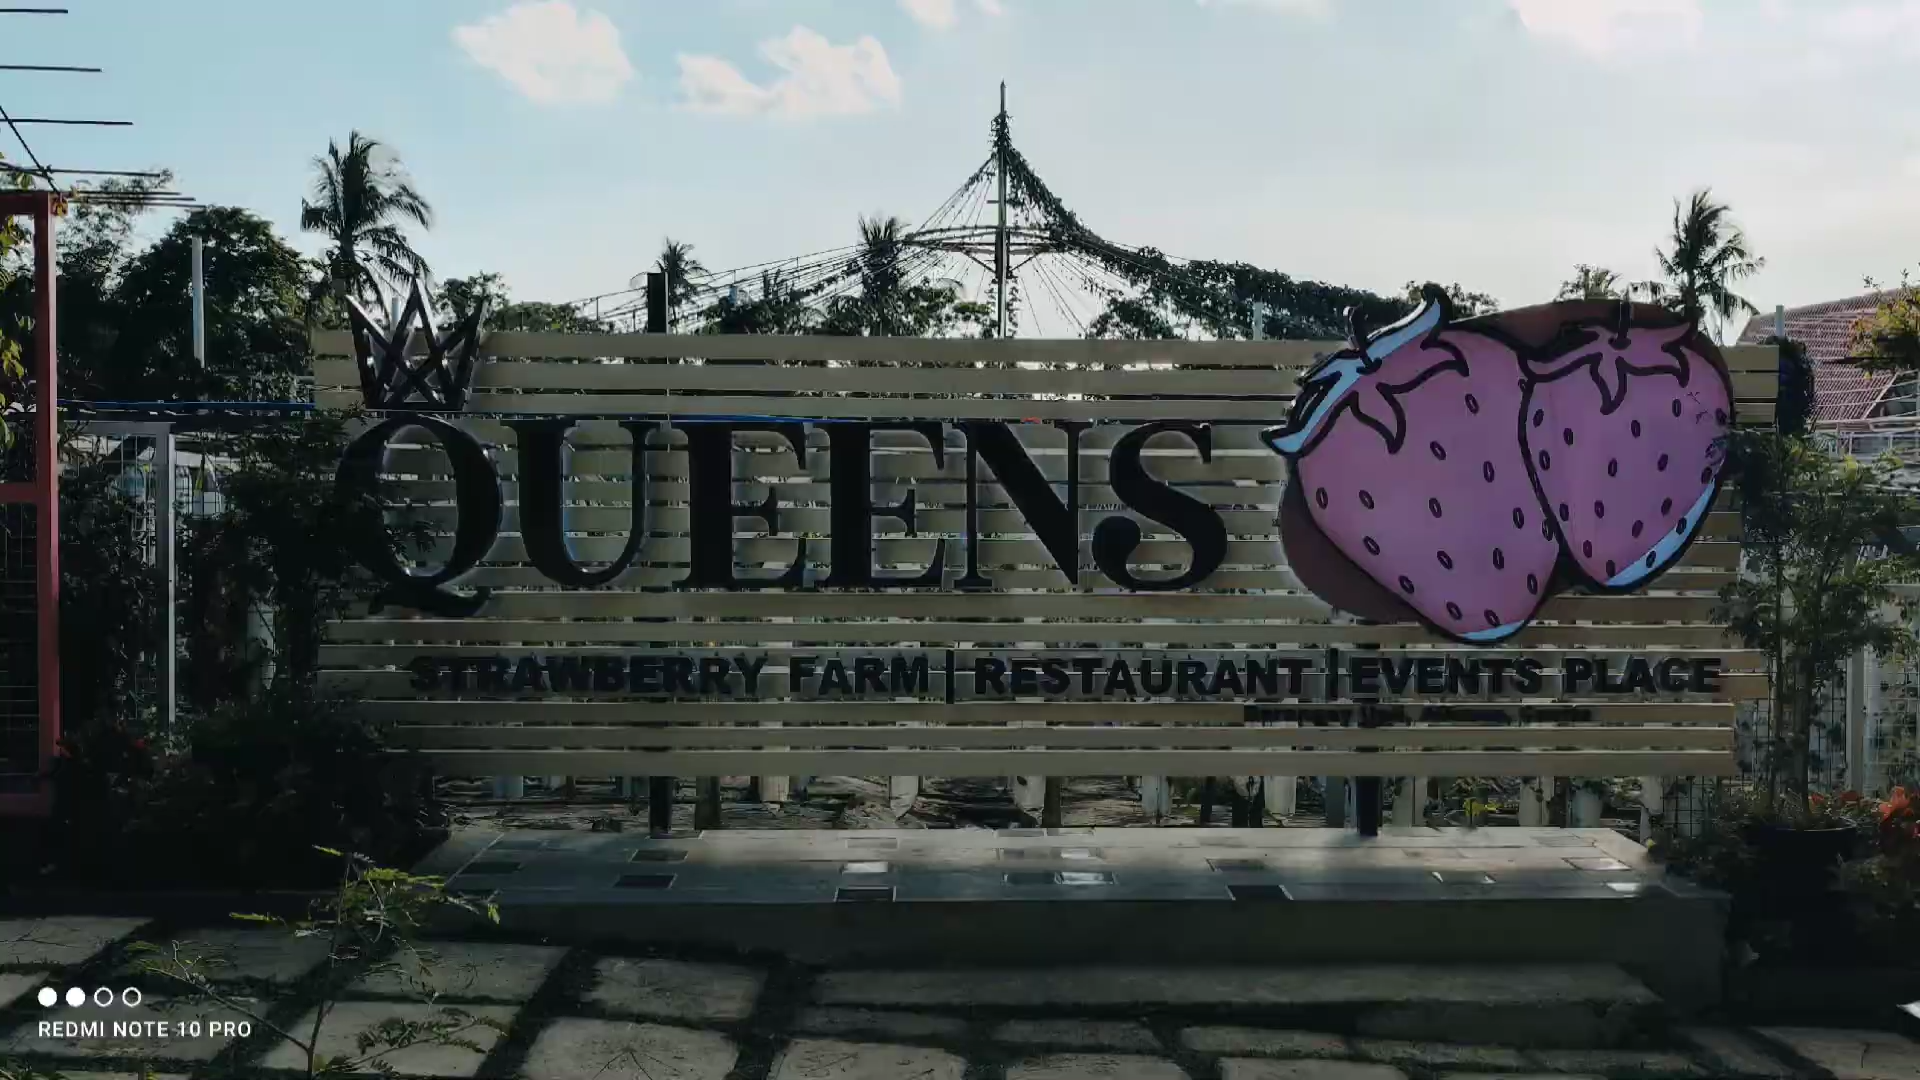 QUEENS
STRAWBERRY FARM | RESTAURANT | EVENTS PLACE
REDMI NOTE 10 PRO